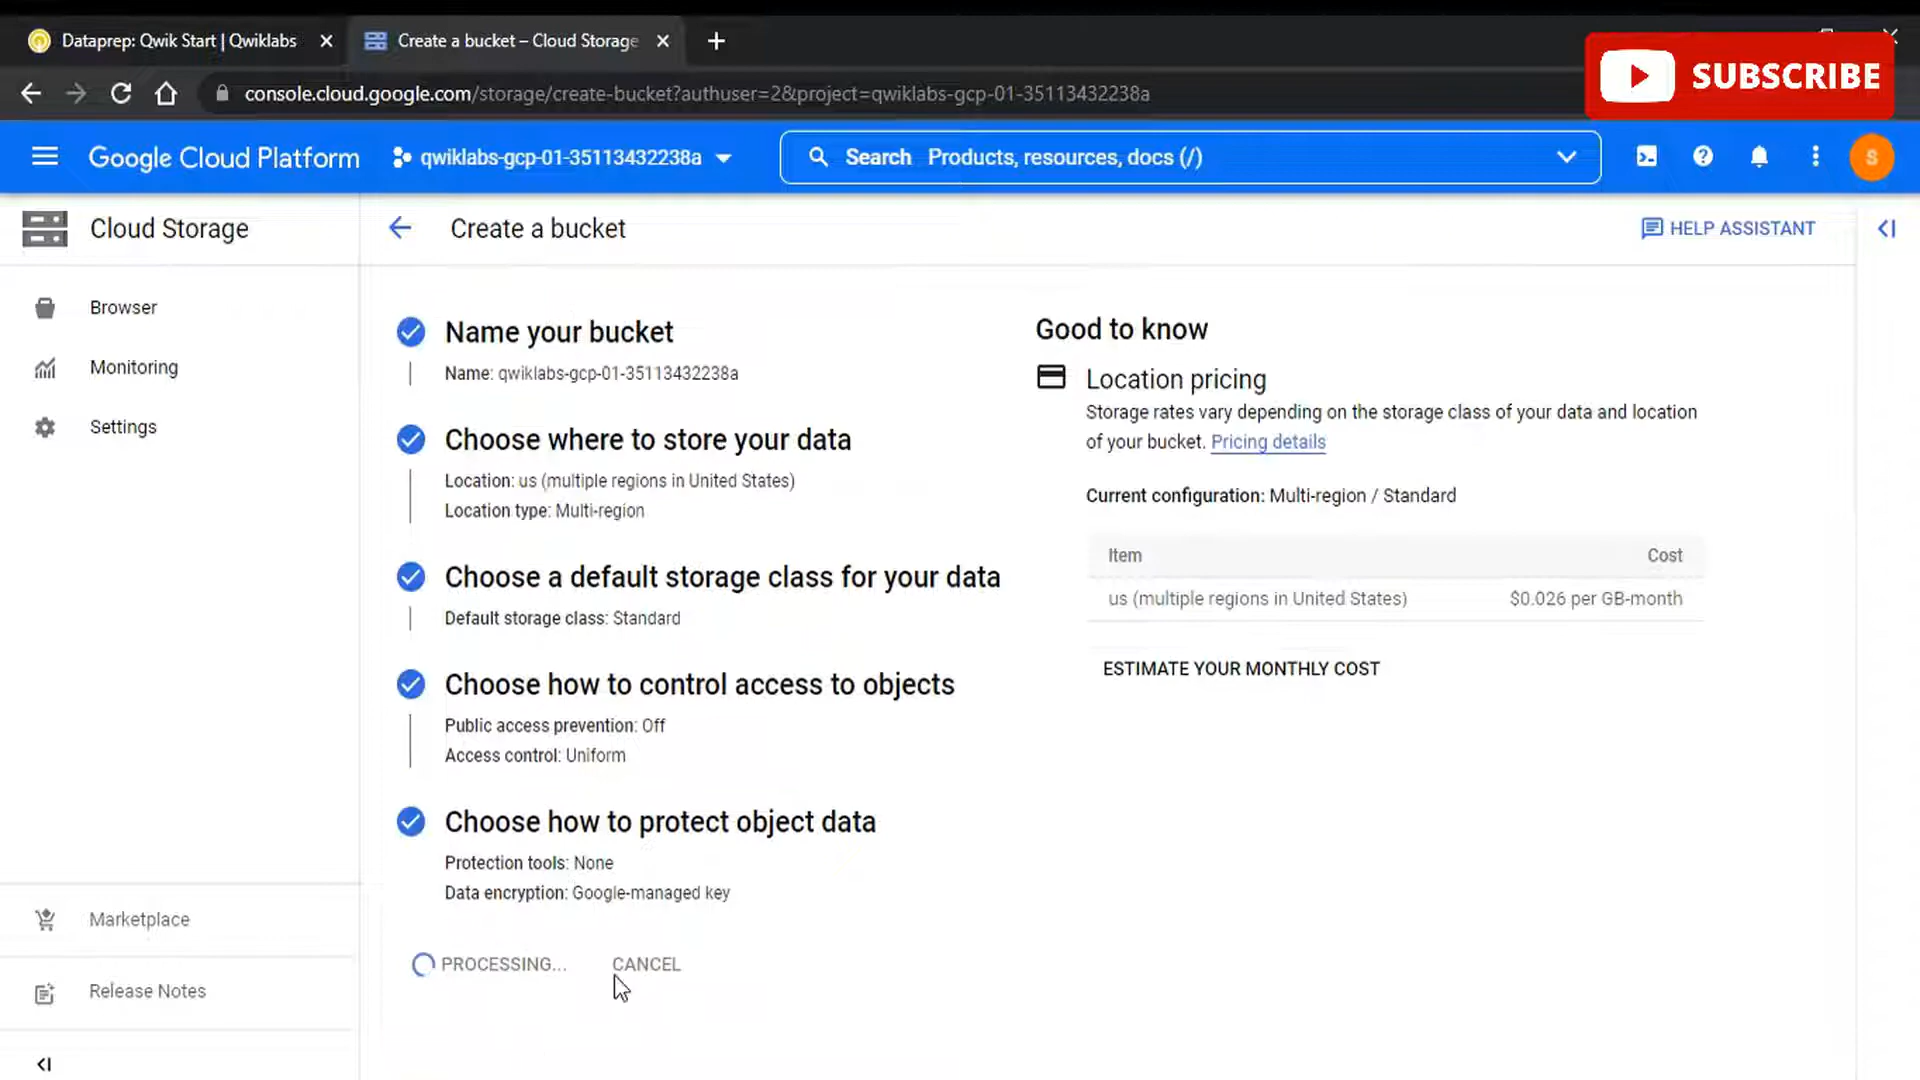 Dataprep: Qwik Start | Qwiklabs
Create a bucket – Cloud Storage
SUBSCRIBE
console.cloud.google.com/storage/create-bucket?authuser=2&project=qwiklabs-gcp-01-35113432238a
Google Cloud Platform
qwiklabs-gcp-01-35113432238a
Search Products, resources, docs (/)
S
Cloud Storage
Create a bucket
HELP ASSISTANT
Browser
Monitoring
Settings
Marketplace
Release Notes
Name your bucket
Name: qwiklabs-gcp-01-35113432238a
Choose where to store your data
Location: us (multiple regions in United States)
Location type: Multi-region
Choose a default storage class for your data
Default storage class: Standard
Choose how to control access to objects
Public access prevention: Off
Access control: Uniform
Choose how to protect object data
Protection tools: None
Data encryption: Google-managed key
PROCESSING...
CANCEL
Good to know
Location pricing
Storage rates vary depending on the storage class of your data and location
of your bucket. Pricing details
Current configuration: Multi-region / Standard
Item Cost
us (multiple regions in United States) $0.026 per GB-month
ESTIMATE YOUR MONTHLY COST